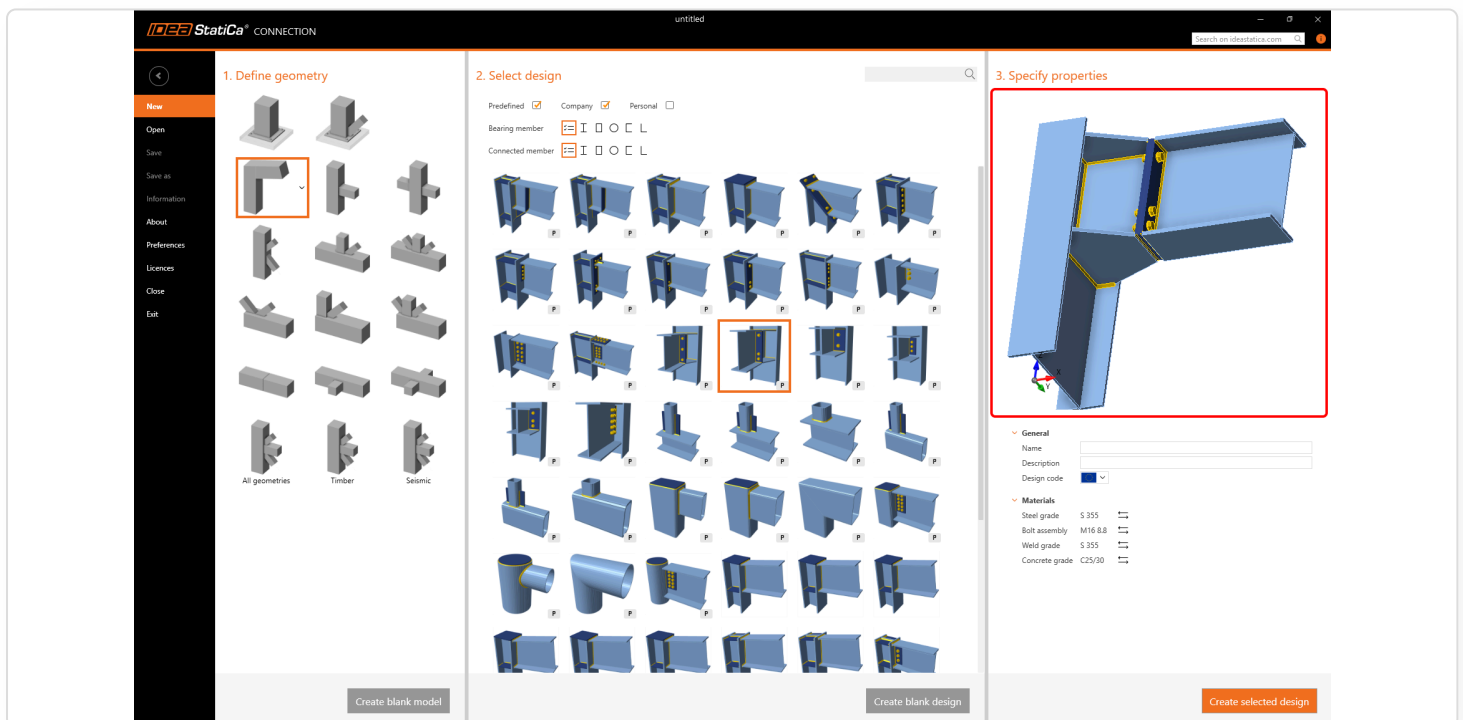 untitled
IDEA StatiCa® CONNECTION
Search on ideastatica.com
1. Define geometry
2. Select design
3. Specify properties
New
Open
Save
Save as
Information
About
Preferences
Licences
Close
Exit
All geometries
Timber
Seismic
Create blank model
Predefined
Company
Personal
Bearing member
Connected member
P P P P P P
P P P P P P
P P P P P P
P P P P P P
P P P P P P
P P P
Create blank design
X
Y
General
Name
Description
Design code
Materials
Steel grade S 355
Bolt assembly M16 8.8
Weld grade S 355
Concrete grade C25/30
Create selected design